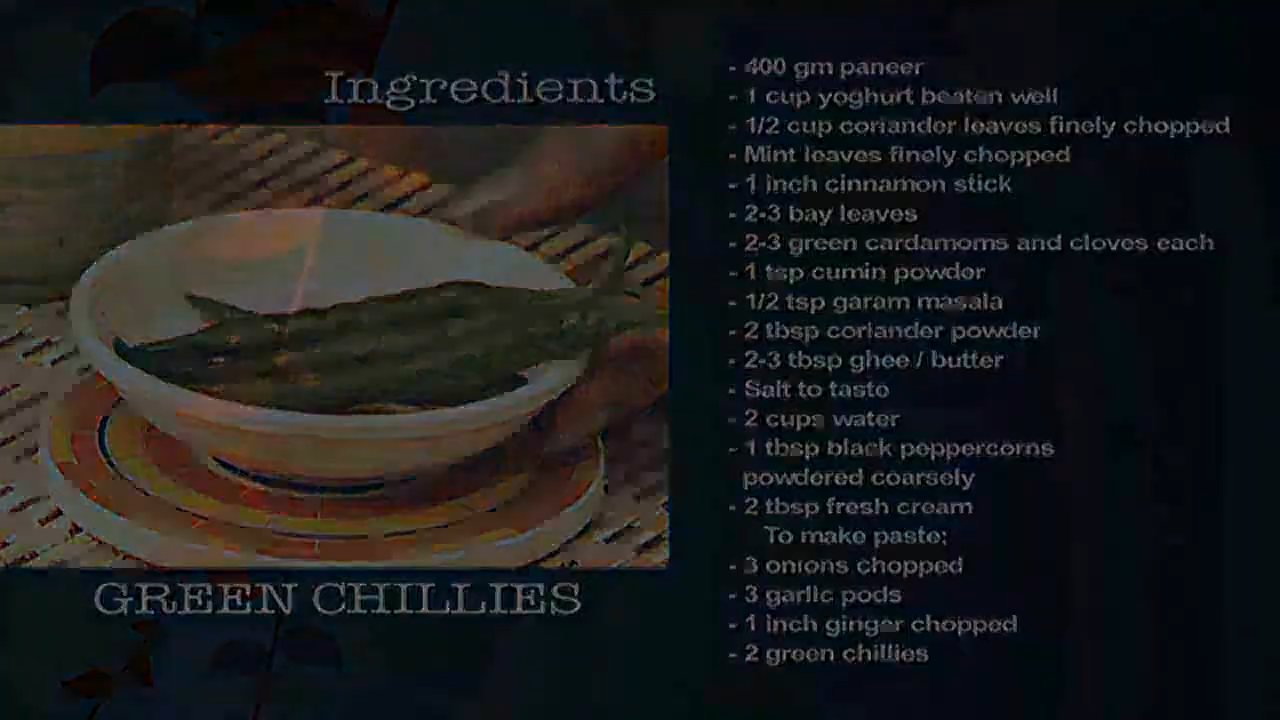 Ingredients
GREEN CHILLIES
- 400 gm paneer
- 1 cup yoghurt beaten well
- 1/2 cup coriander leaves finely chopped
- Mint leaves finely chopped
- 1 inch cinnamon stick
- 2-3 bay leaves
- 2-3 green cardamoms and cloves each
- 1 tsp cumin powder
- 1/2 tsp garam masala
- 2 tbsp coriander powder
- 2-3 tbsp ghee / butter
- Salt to taste
- 2 cups water
- 1 tbsp black peppercorns
powdered coarsely
- 2 tbsp fresh cream
To make paste;
- 3 onions chopped
- 3 garlic pods
- 1 inch ginger chopped
- 2 green chillies